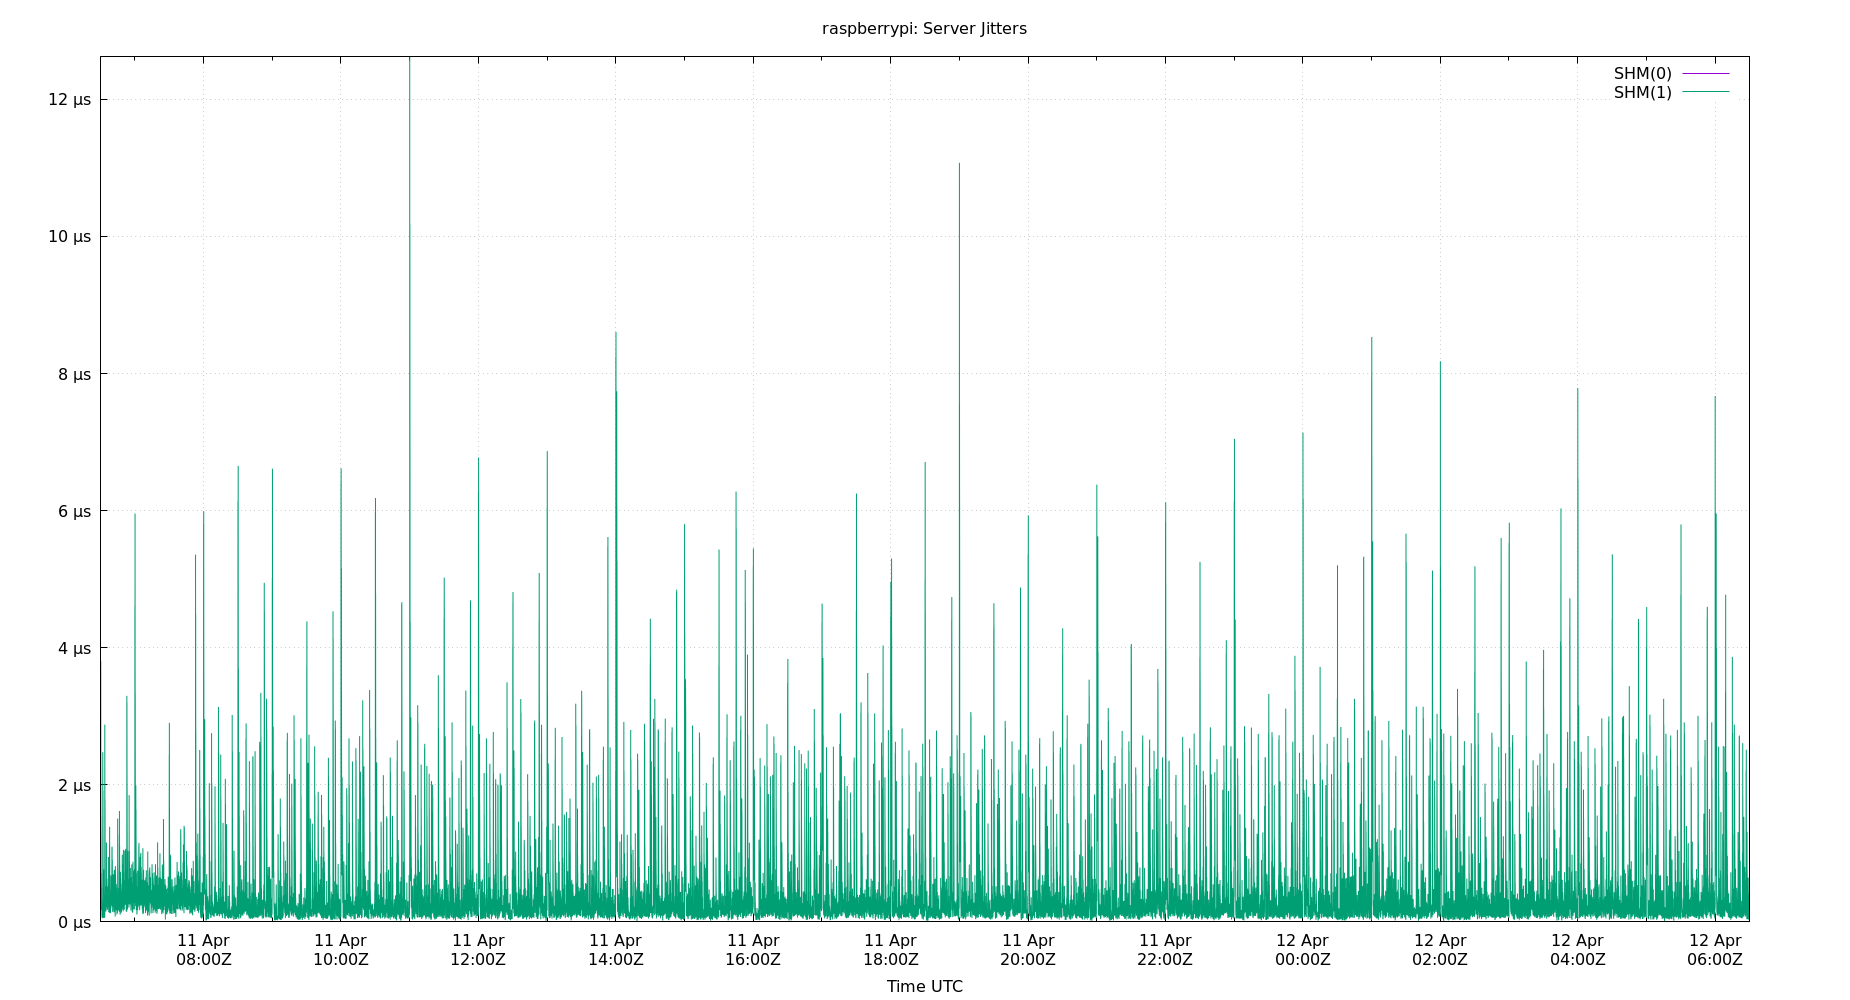 raspberrypi: Server Jitters
SHM(0)
SHM(1)
12 µs
10 µs
8 µs
6 µs
4 µs
2 µs
0 µs
11 Apr 11 Apr 11 Apr 11 Apr 11 Apr 11 Apr 11 Apr 11 Apr 12 Apr 12 Apr 12 Apr 12 Apr
08:00Z 10:00Z 12:00Z 14:00Z 16:00Z 18:00Z 20:00Z 22:00Z 00:00Z 02:00Z 04:00Z 06:00Z
Time UTC